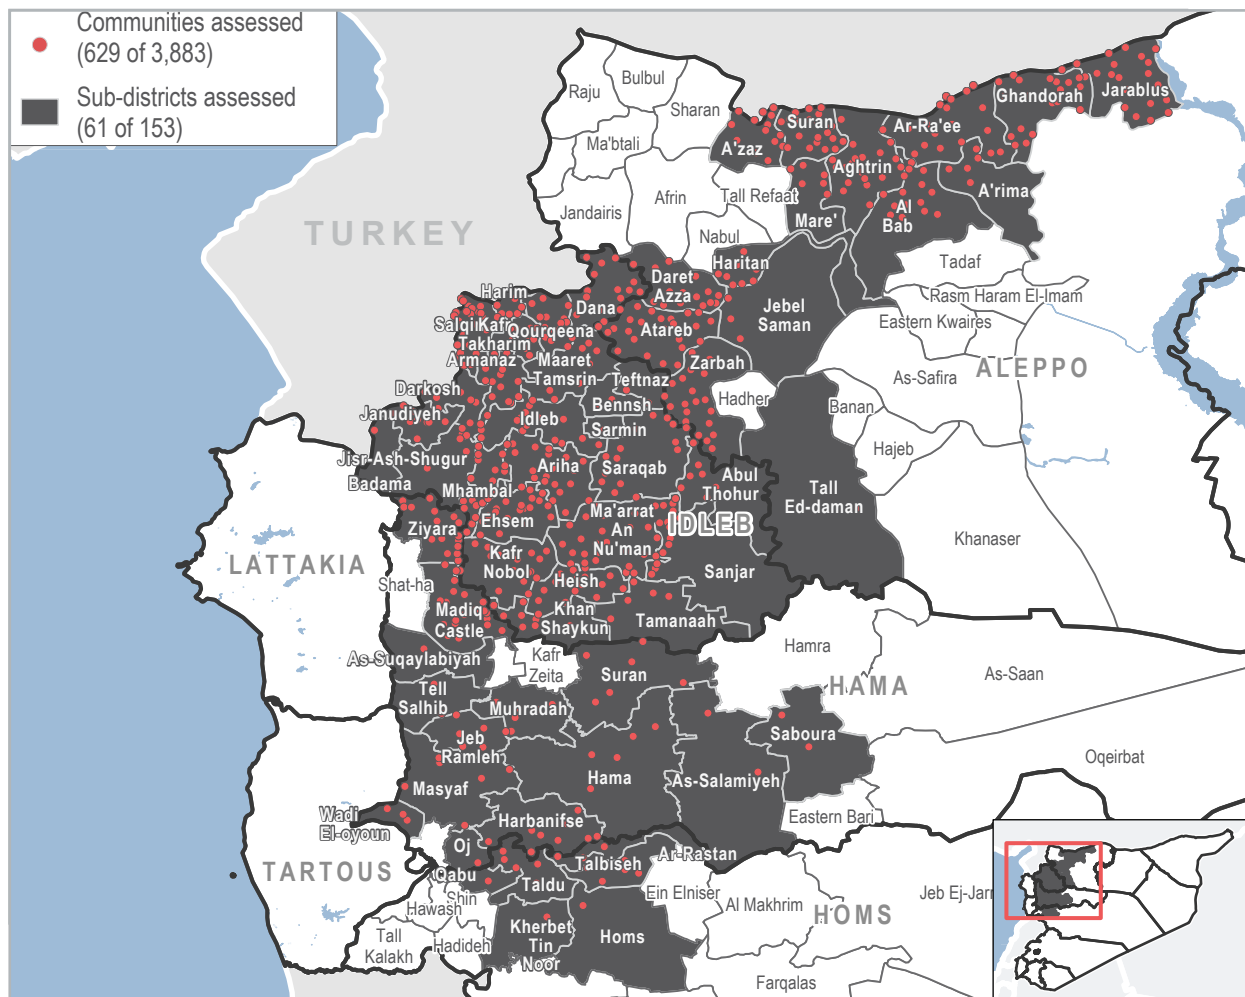 Communities assessed
(629 of 3,883)
Sub-districts assessed
(61 of 153)
Bulbul
Raju
Sharan
Ma'btali
Afrin
Jandairis
Tall Refaat
Nabul
Ghandorah
Jarablus
Suran
Ar-Ra'ee
A'zaz
Aghtrin
A'rima
Mare'
Al
Bab
TURKEY
Tadaf
Haritan
Daret
Azza
Rasm Haram El-Imam
Harim
Dana
Jebel
Saman
Eastern Kwaires
Salqin
Kafr
Takharim
Qourqeena
Atareb
Armanaz
Maaret
Tamsrin
Zarbah
ALEPPO
As-Safira
Teftnaz
Darkosh
Hadher
Banan
Janudiyeh
Bennsh
Idleb
Sarmin
Hajeb
Jisr-Ash-Shugur
Ariha
Saraqab
Badama
Abul
Thohur
Tall
Ed-daman
Mhambal
Ziyara
Ehsem
Ma'arrat
An
Nu'man
IDLEB
Khanaser
Kafr
Nobol
LATTAKIA
Shat-ha
Heish
Sanjar
Madiq
Castle
Khan
Shaykun
Tamanaah
As-Suqaylabiyah
Kafr
Zeita
Hamra
As-Saan
Suran
HAMA
Tell
Salhib
Muhradah
Saboura
Jeb
Ramleh
Oqeirbat
Hama
As-Salamiyeh
Masyaf
Wadi
El-oyoun
Harbanifse
Eastern Bari
Oj
Ar-Rastan
TARTOUS
Qabu
Talbiseh
Taldu
Shin
Ein Elniser
Jeb Ej-Jarr
Hawash
Al Makhrim
HOMS
Tall
Kalakh
Hadideh
Kherbet
Tin
Noor
Homs
Farqalas